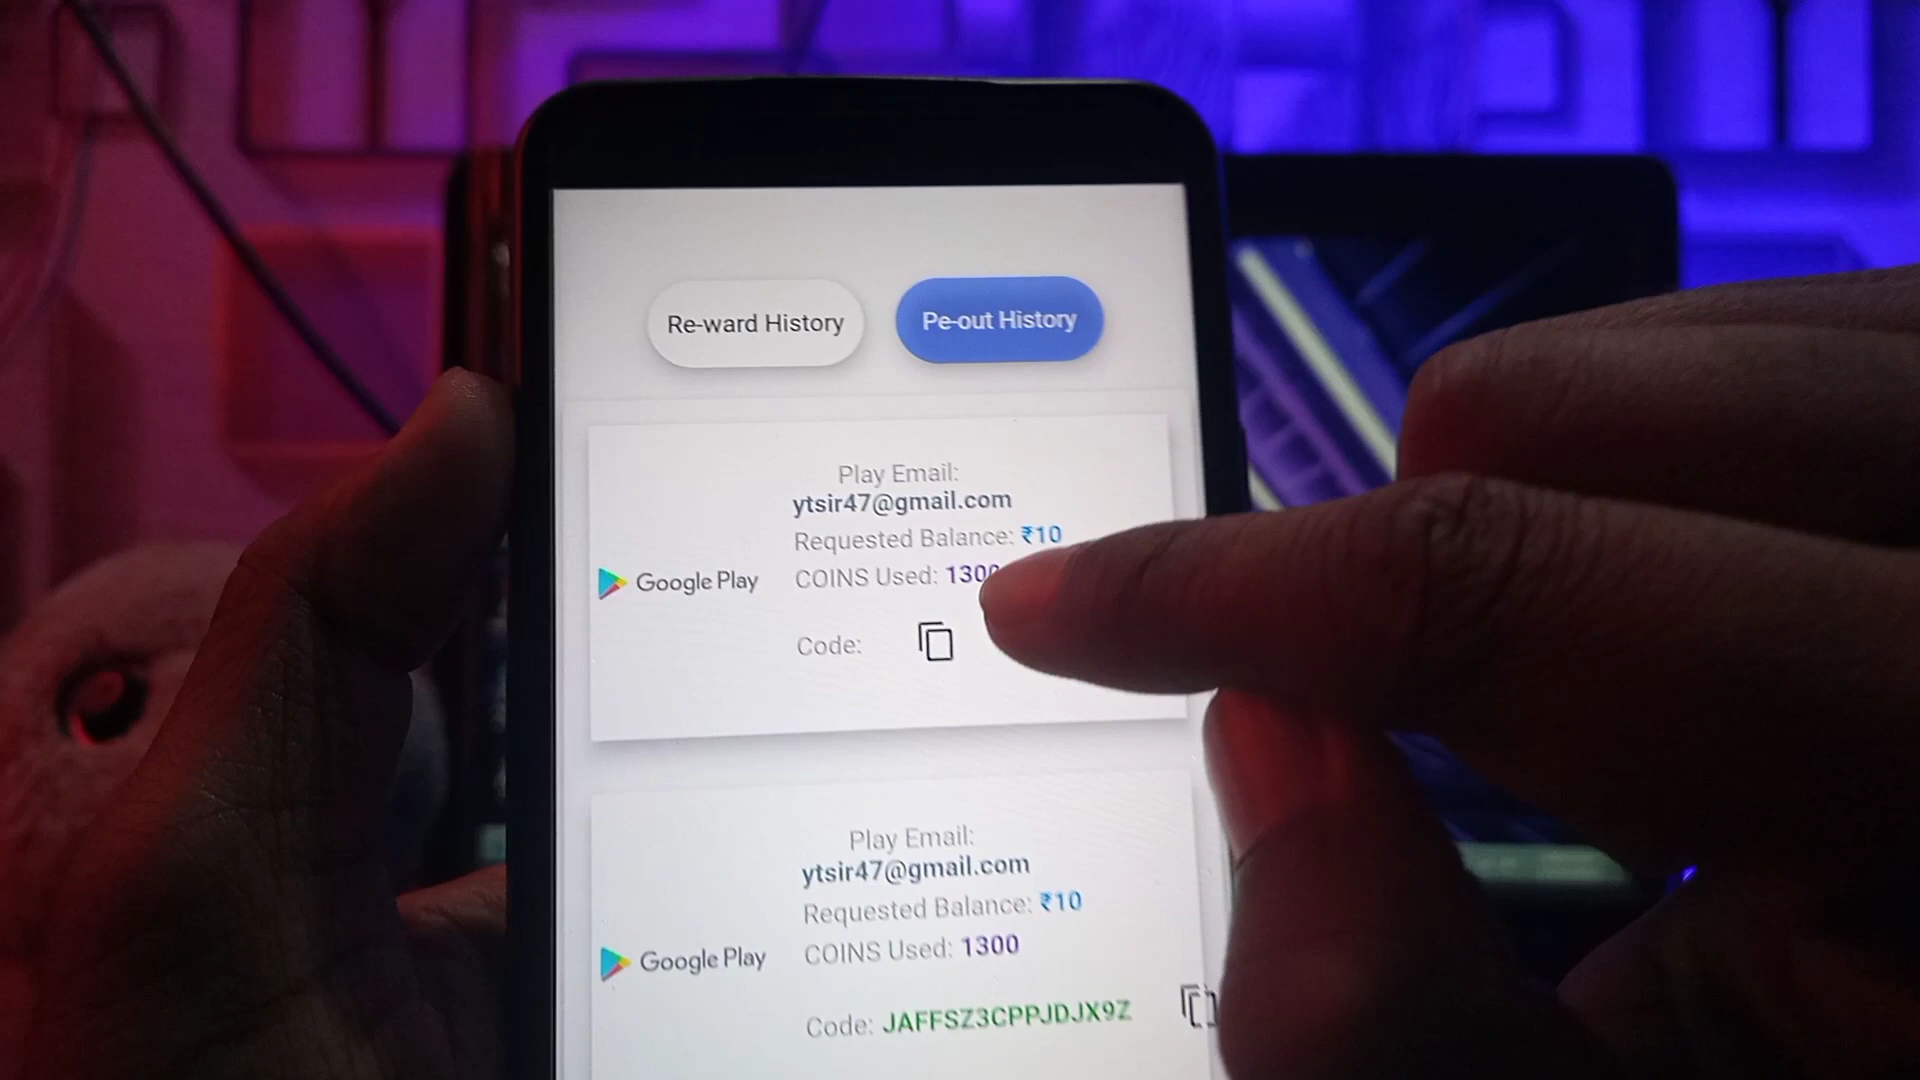 Re-ward History
Pe-out History
Play Email:
ytsir47@gmail.com
Requested Balance: ₹10
Google Play
COINS Used: 1300
Code:
Play Email:
ytsir47@gmail.com
Requested Balance: ₹10
Google Play
COINS Used: 1300
Code: JAFFSZ3CPPJDJX9Z